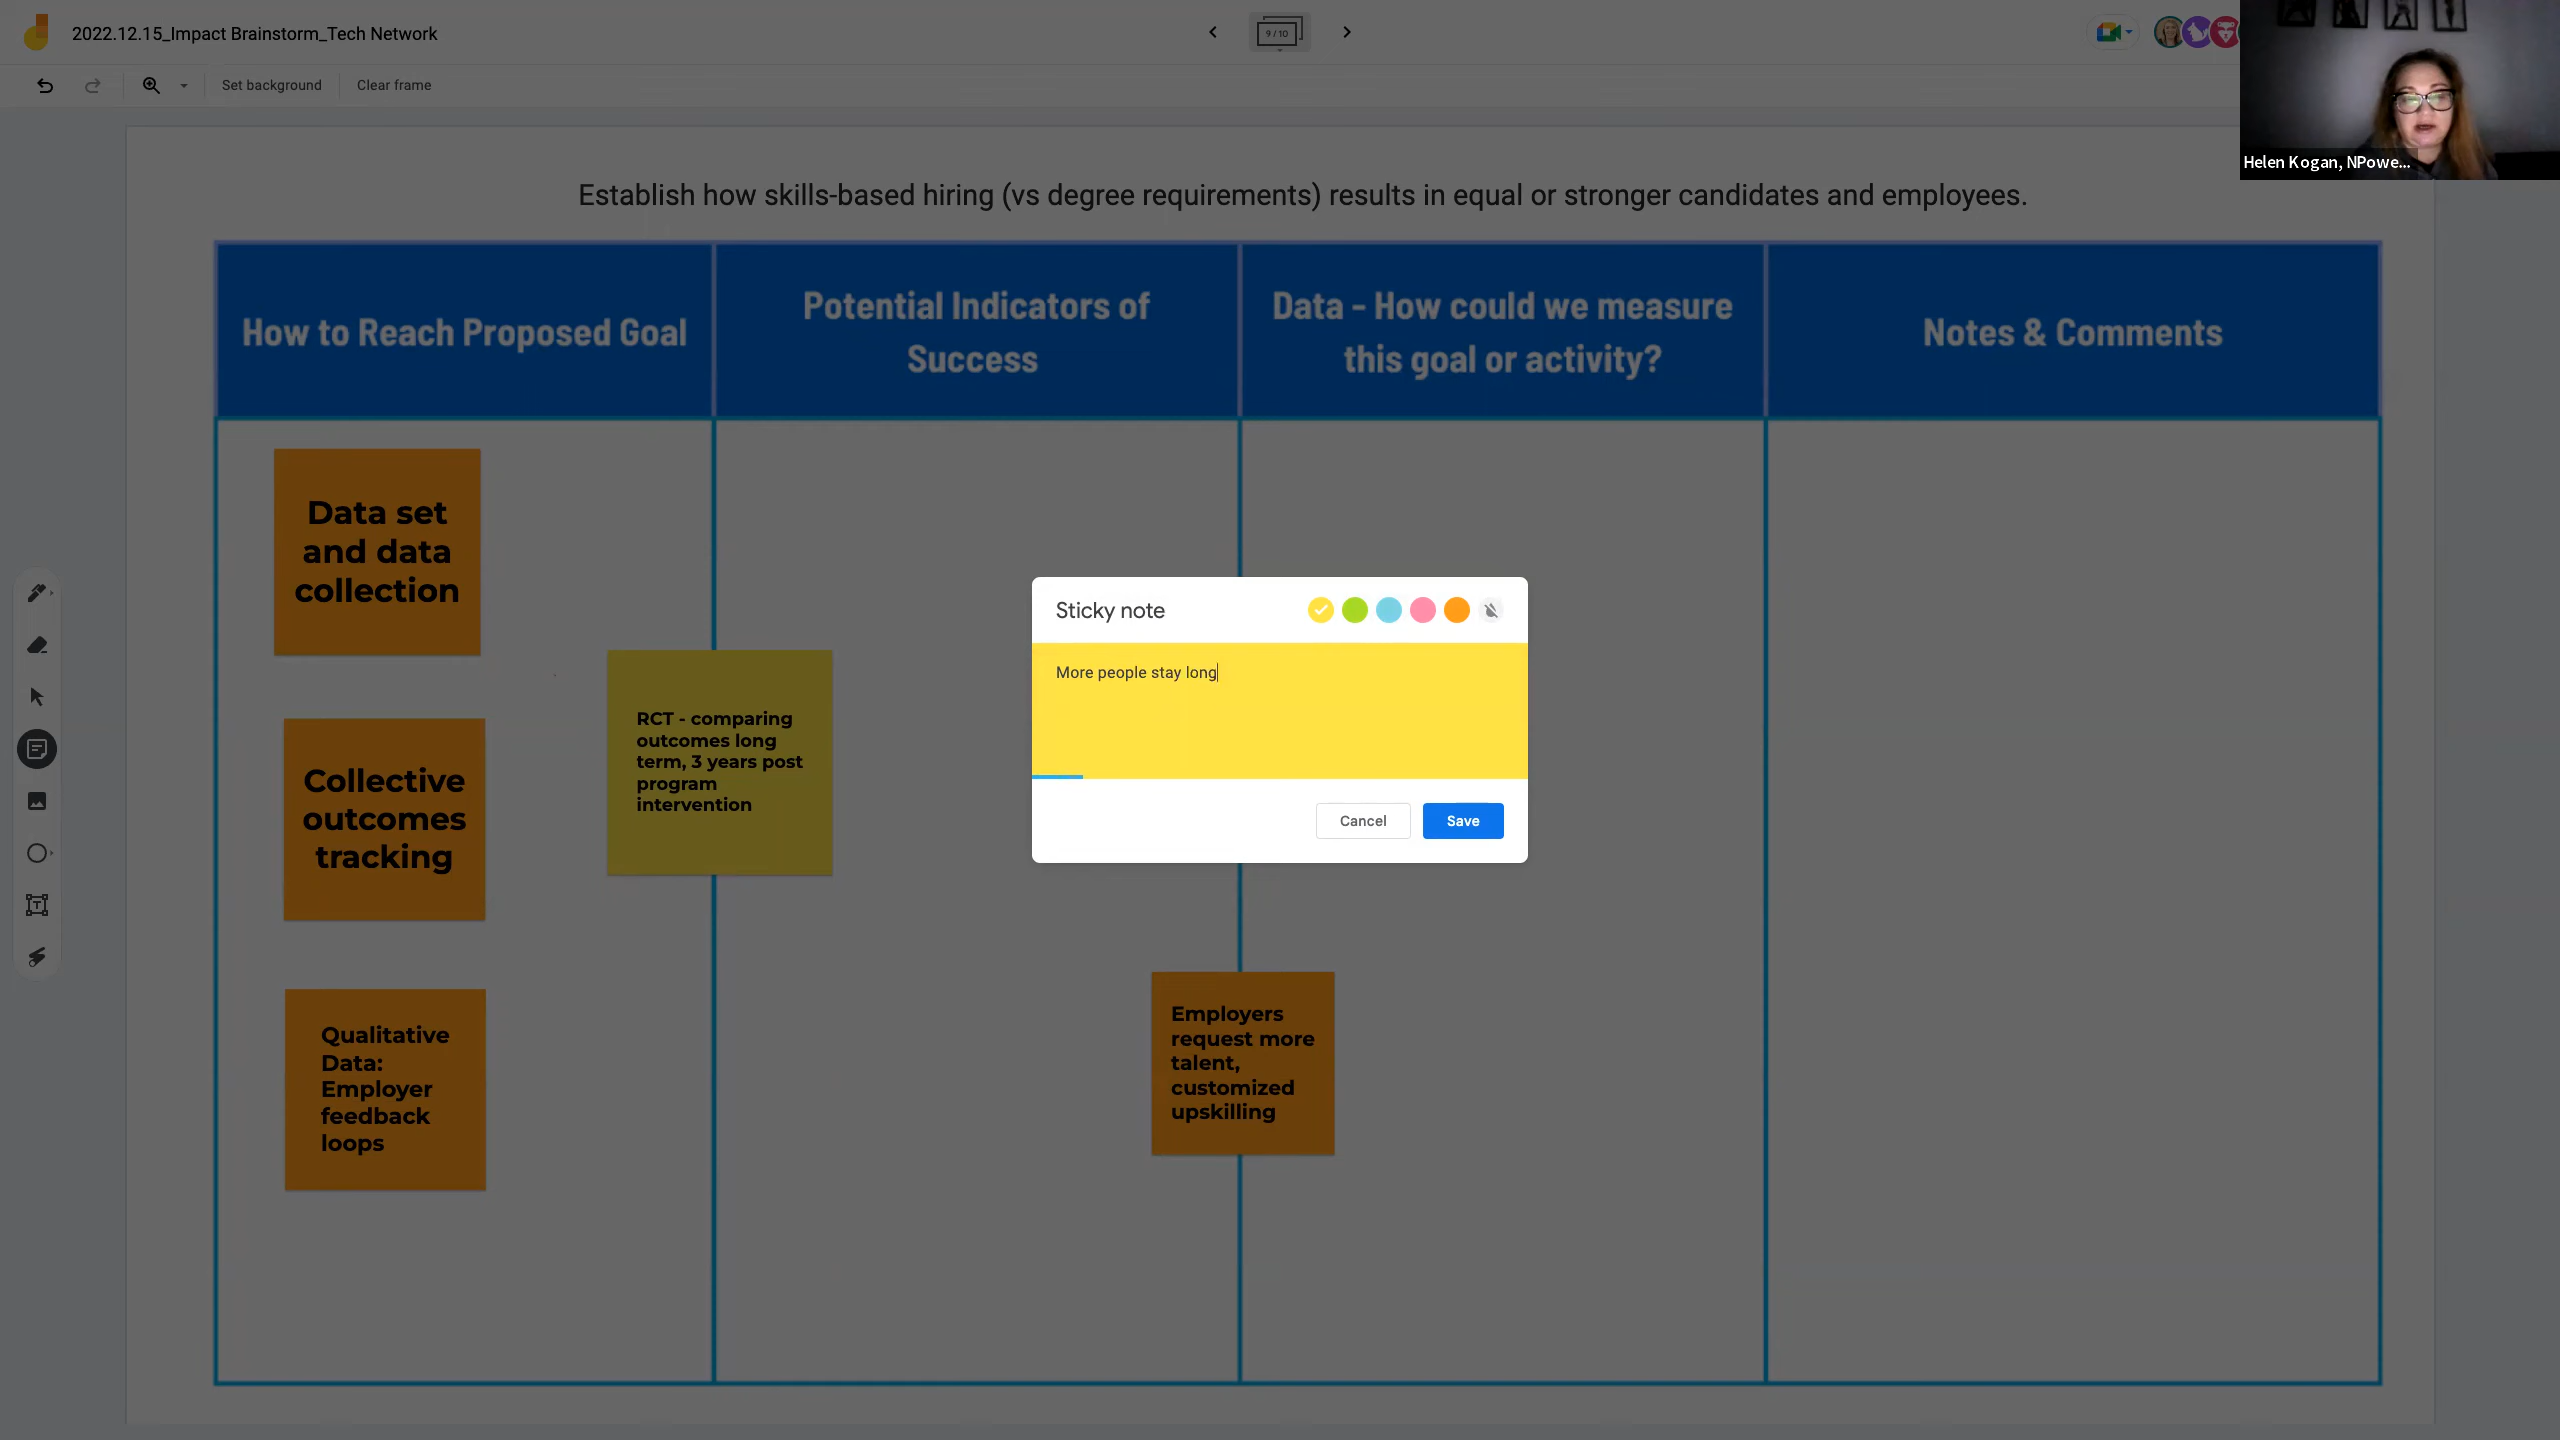 2022.12.15_Impact Brainstorm_Tech Network
9 / 10
Set background
Clear frame
Helen Kogan, NPowe...
Establish how skills-based hiring (vs degree requirements) results in equal or stronger candidates and employees.
How to Reach Proposed Goal
Potential Indicators of
Success
Data - How could we measure
this goal or activity?
Notes & Comments
Data set
and data
collection
Collective
outcomes
tracking
Qualitative
Data:
Employer
feedback
loops
RCT - comparing
outcomes long
term, 3 years post
program
intervention
Sticky note
More people stay long
Cancel
Save
Employers
request more
talent,
customized
upskilling